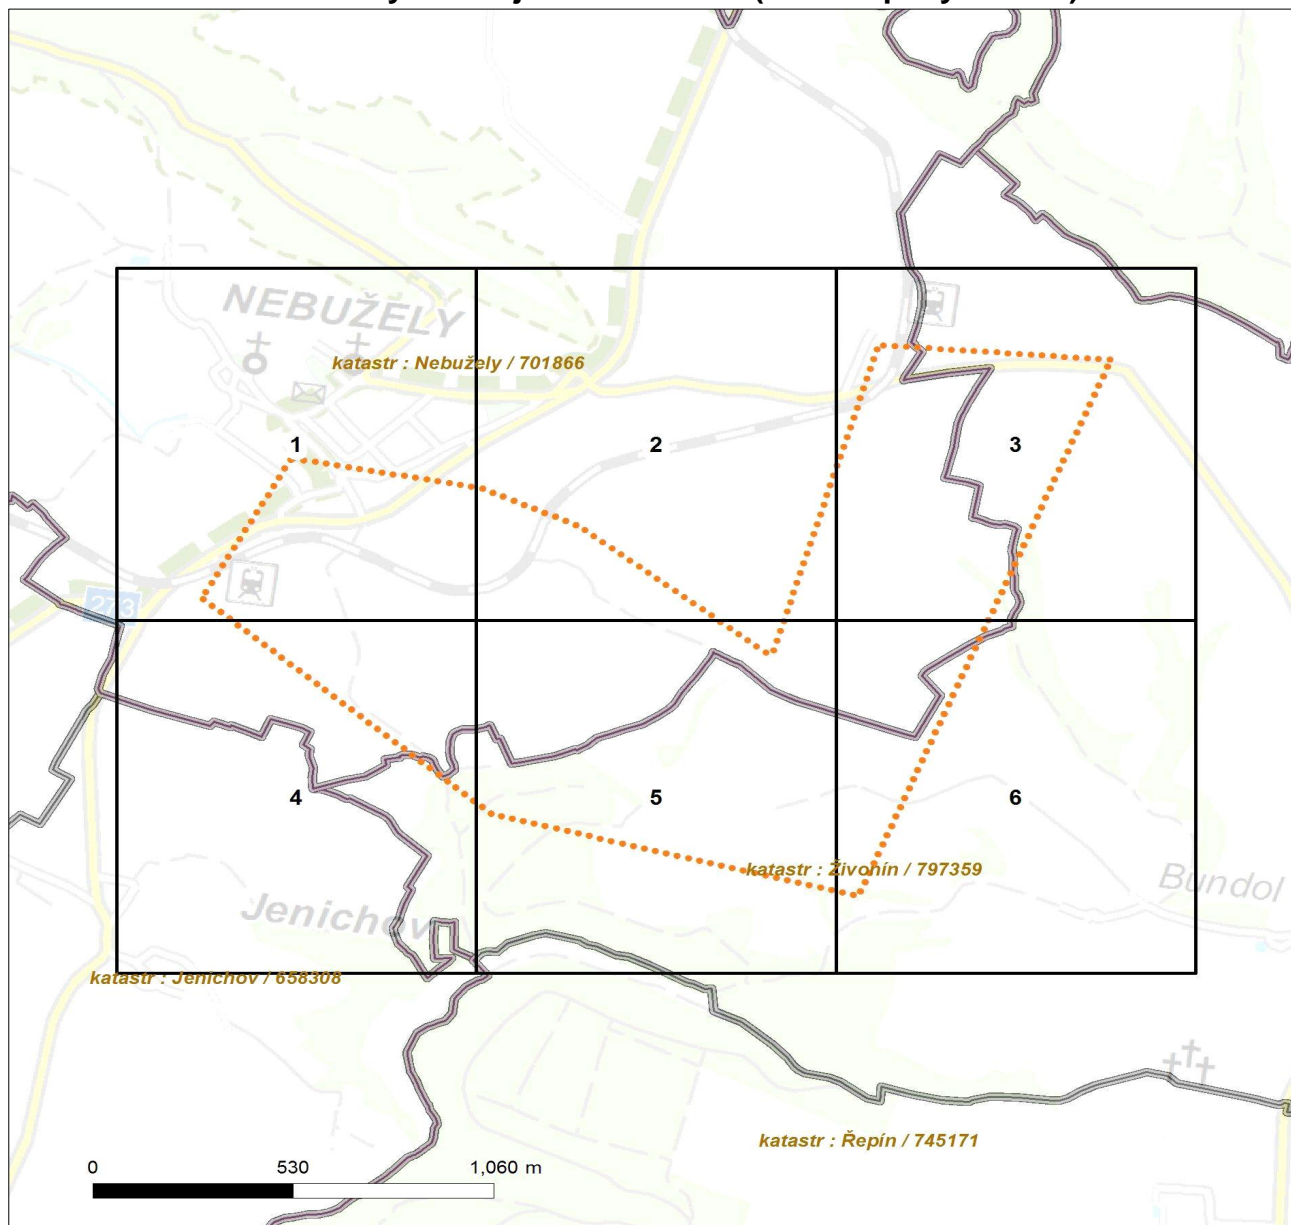 NEBUŽELY
katastr : Nebužely / 701866
1
2
3
273
4
5
6
katastr : Živonín / 797359
Bundol
Jenichov
katastr : Jenichov / 658308
katastr : Řepín / 745171
0 530 1,060 m